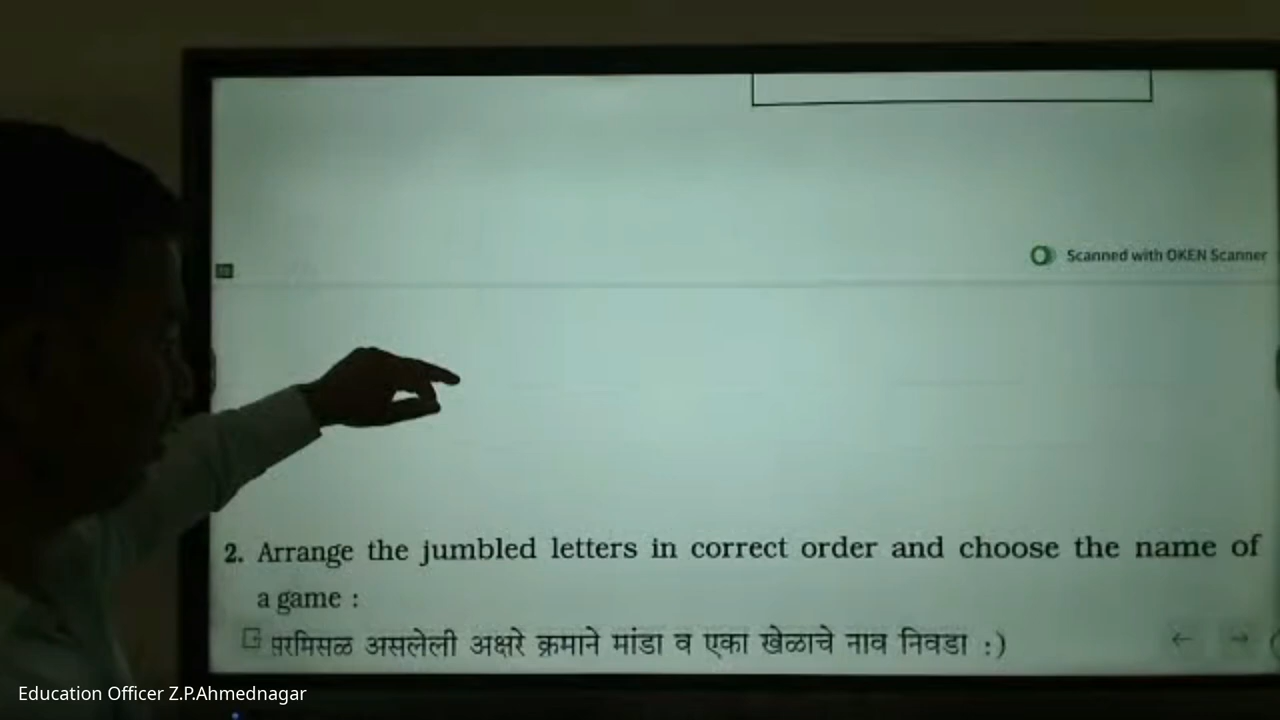 Scanned with OKEN Scanner
2. Arrange the jumbled letters in correct order and choose the name of
a game :
सरमिसळ असलेली अक्षरे क्रमाने मांडा व एका खेळाचे नाव निवडा :)
Education Officer Z.P.Ahmednagar